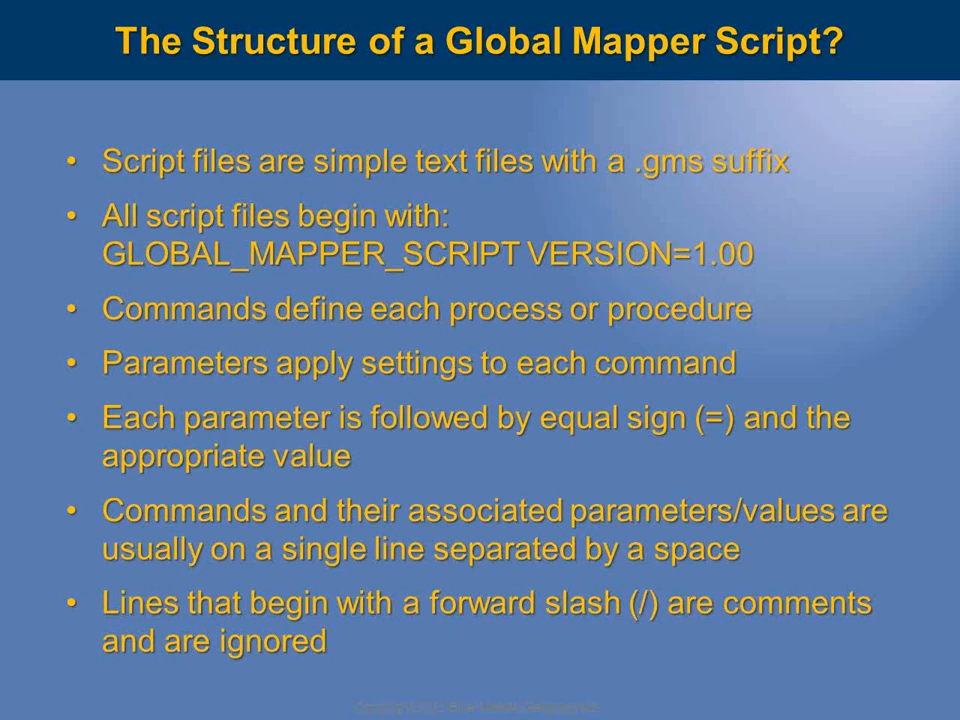 The Structure of a Global Mapper Script?
• Script files are simple text files with a .gms suffix
• All script files begin with:
GLOBAL_MAPPER_SCRIPT VERSION=1.00
• Commands define each process or procedure
• Parameters apply settings to each command
• Each parameter is followed by equal sign (=) and the
appropriate value
• Commands and their associated parameters/values are
usually on a single line separated by a space
• Lines that begin with a forward slash (/) are comments
and are ignored